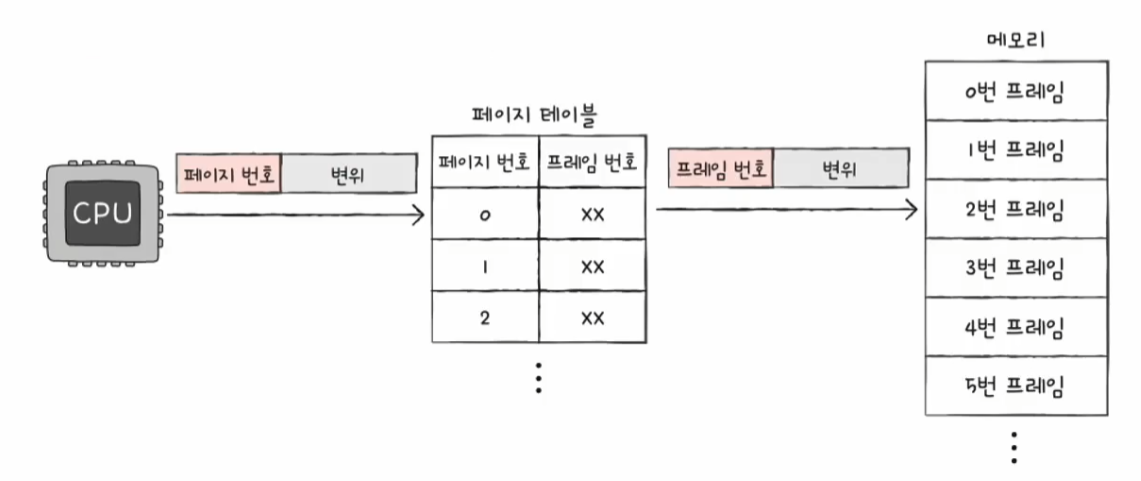 메모리
0번 프레임
페이지 테이블
1번 프레임
페이지 번호 변위
페이지 번호 프레임 번호
프레임 번호 변위
CPU
0 XX
2번 프레임
1 XX
3번 프레임
2 XX
4번 프레임
5번 프레임